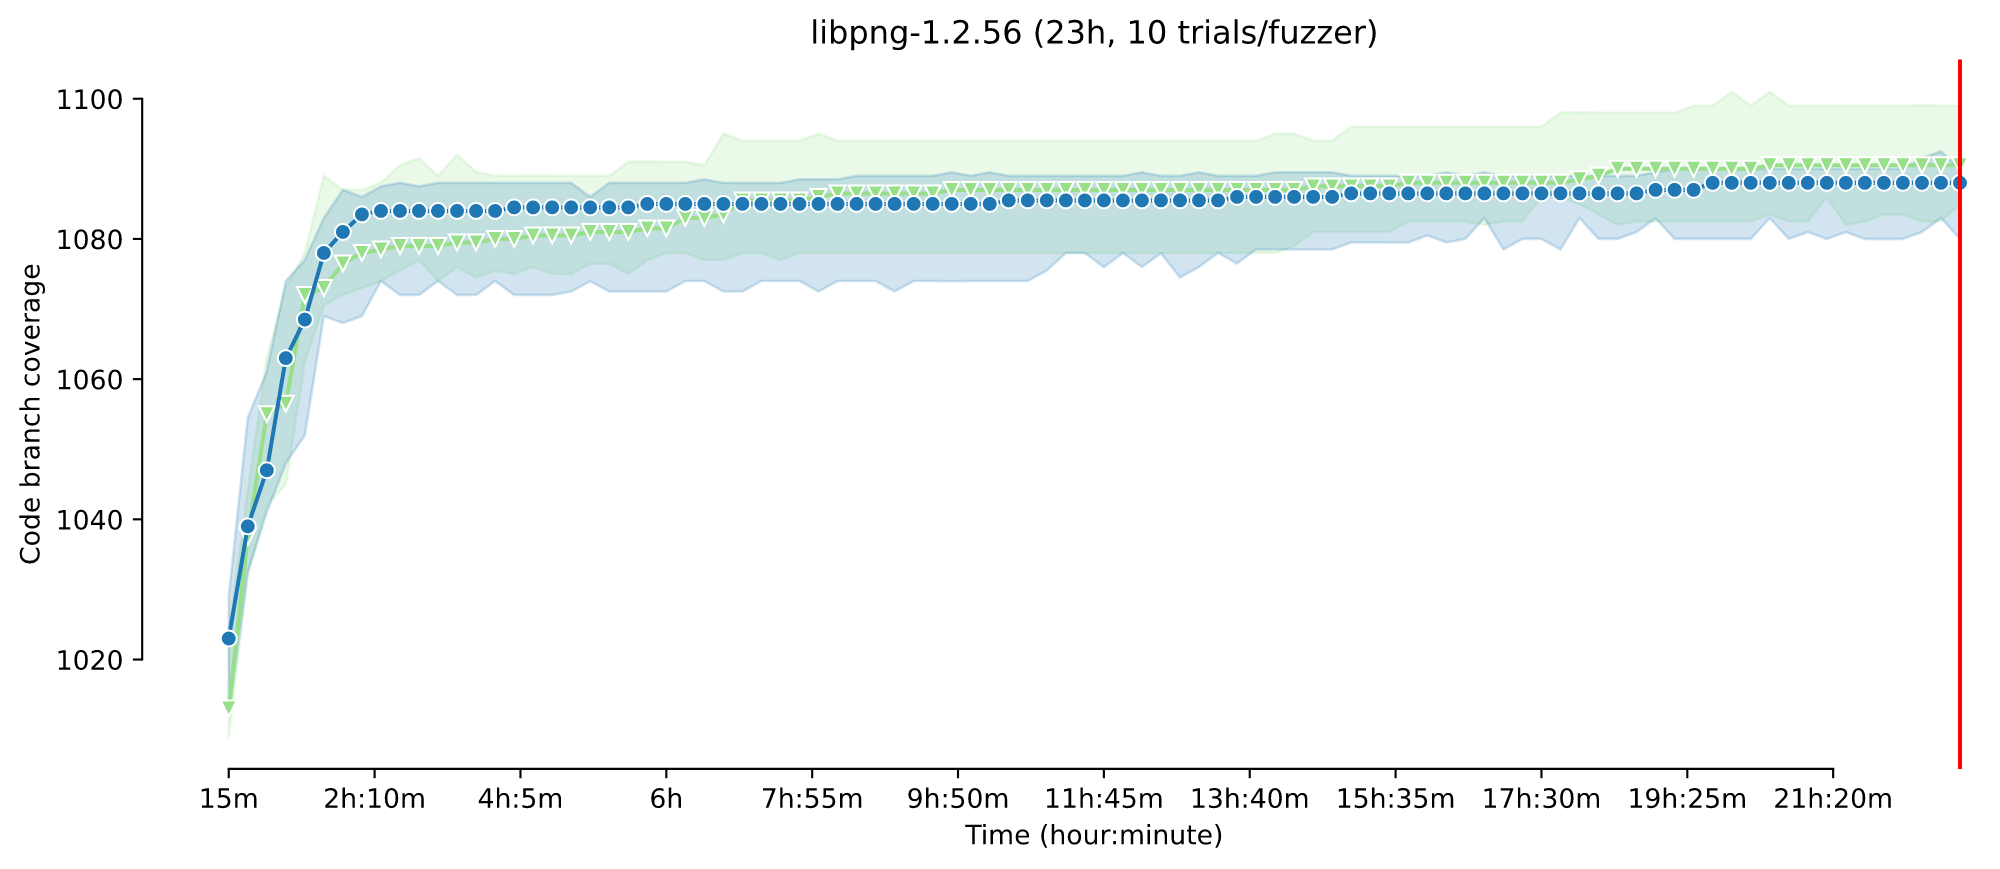 libpng-1.2.56 (23h, 10 trials/fuzzer)
Code branch coverage
1100
1080
1060
1040
1020
15m 2h:10m 4h:5m 6h 7h:55m 9h:50m 11h:45m 13h:40m 15h:35m 17h:30m 19h:25m 21h:20m
Time (hour:minute)